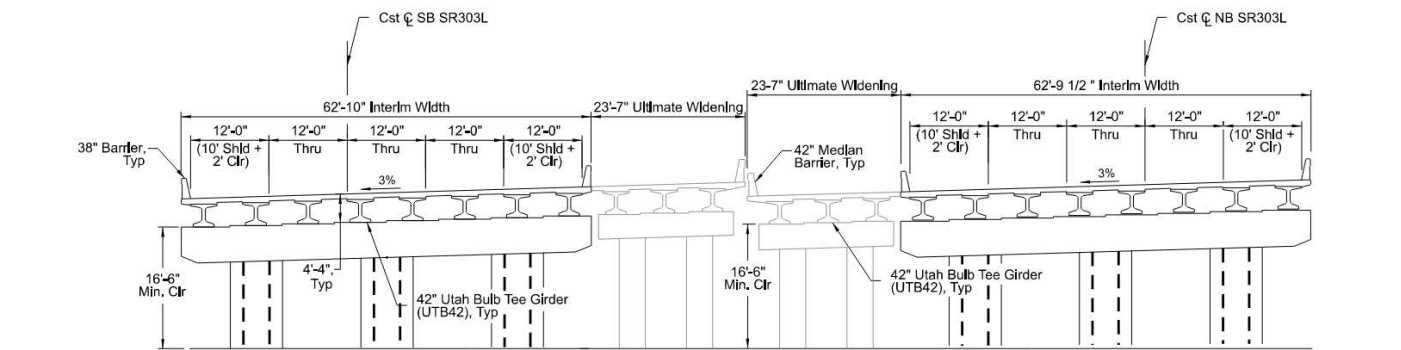 Cst ℄ SB SR303L
Cst ℄ NB SR303L
62'-10" Interim Width
23'-7" Ultimate Widening
23-7" Ultimate Widening
62'-9 1/2 " Interim Width
12'-0"
(10' Shld +
2' Clr)
12'-0"
Thru
12'-0"
Thru
12'-0"
Thru
12'-0"
(10' Shld +
2' Clr)
12'-0"
(10' Shld +
2' Clr)
12'-0"
Thru
12'-0"
Thru
12'-0"
Thru
12'-0"
(10' Shld +
2' Clr)
38" Barrier,
Typ
3%
42" Median
Barrier, Typ
3%
16'-6"
Min. Clr
4'-4",
Typ
42" Utah Bulb Tee Girder
(UTB42), Typ
16'-6"
Min. Clr
42" Utah Bulb Tee Girder
(UTB42), Typ